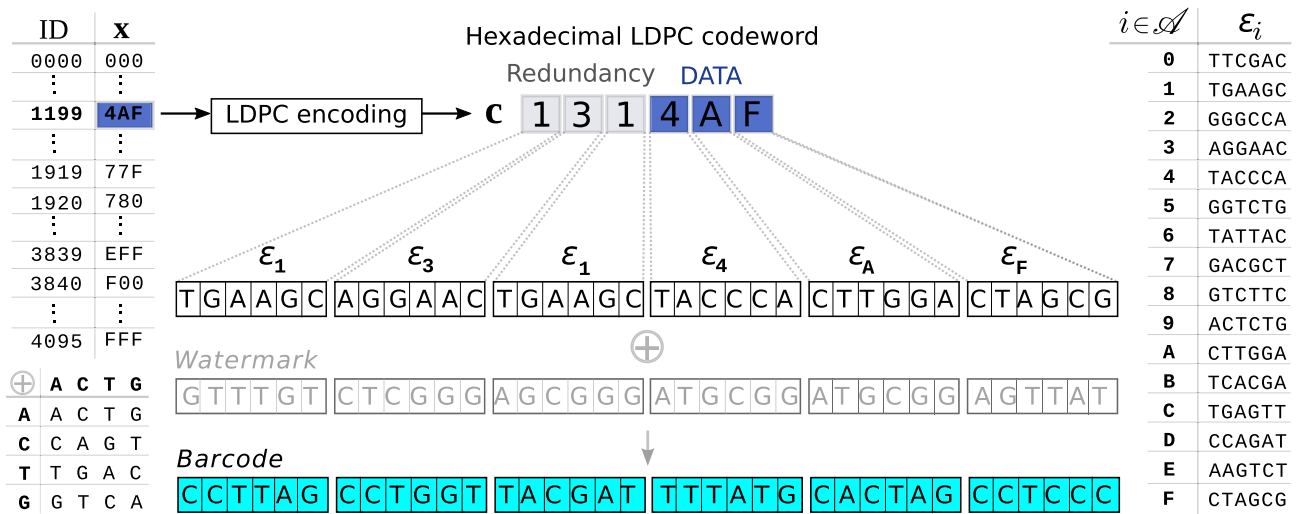 ID x
0000 000
⋮ ⋮
1199 4AF
⋮ ⋮
1919 77F
1920 780
⋮ ⋮
3839 EFF
3840 F00
⋮ ⋮
4095 FFF
⊕ A C T G
A A C T G
C C A G T
T T G A C
G G T C A
Hexadecimal LDPC codeword
Redundancy DATA
LDPC encoding
c 1 3 1 4 A F
ε1 ε3 ε1 ε4 εA εF
TGAAGC AGGAAC TGAAGC TACCCA CTTGGA CTAGCG
⊕
Watermark
GTTTGT CTCGGG AGCGGG ATGCGG ATGCGG AGTTAT
Barcode
CCTTAG CCTGGT TACGAT TTTATG CACTAG CCTCCC
i∈𝒜 εi
0 TTCGAC
1 TGAAGC
2 GGGCCA
3 AGGAAC
4 TACCCA
5 GGTCTG
6 TATTAC
7 GACGCT
8 GTCTTC
9 ACTCTG
A CTTGGA
B TCACGA
C TGAGTT
D CCAGAT
E AAGTCT
F CTAGCG